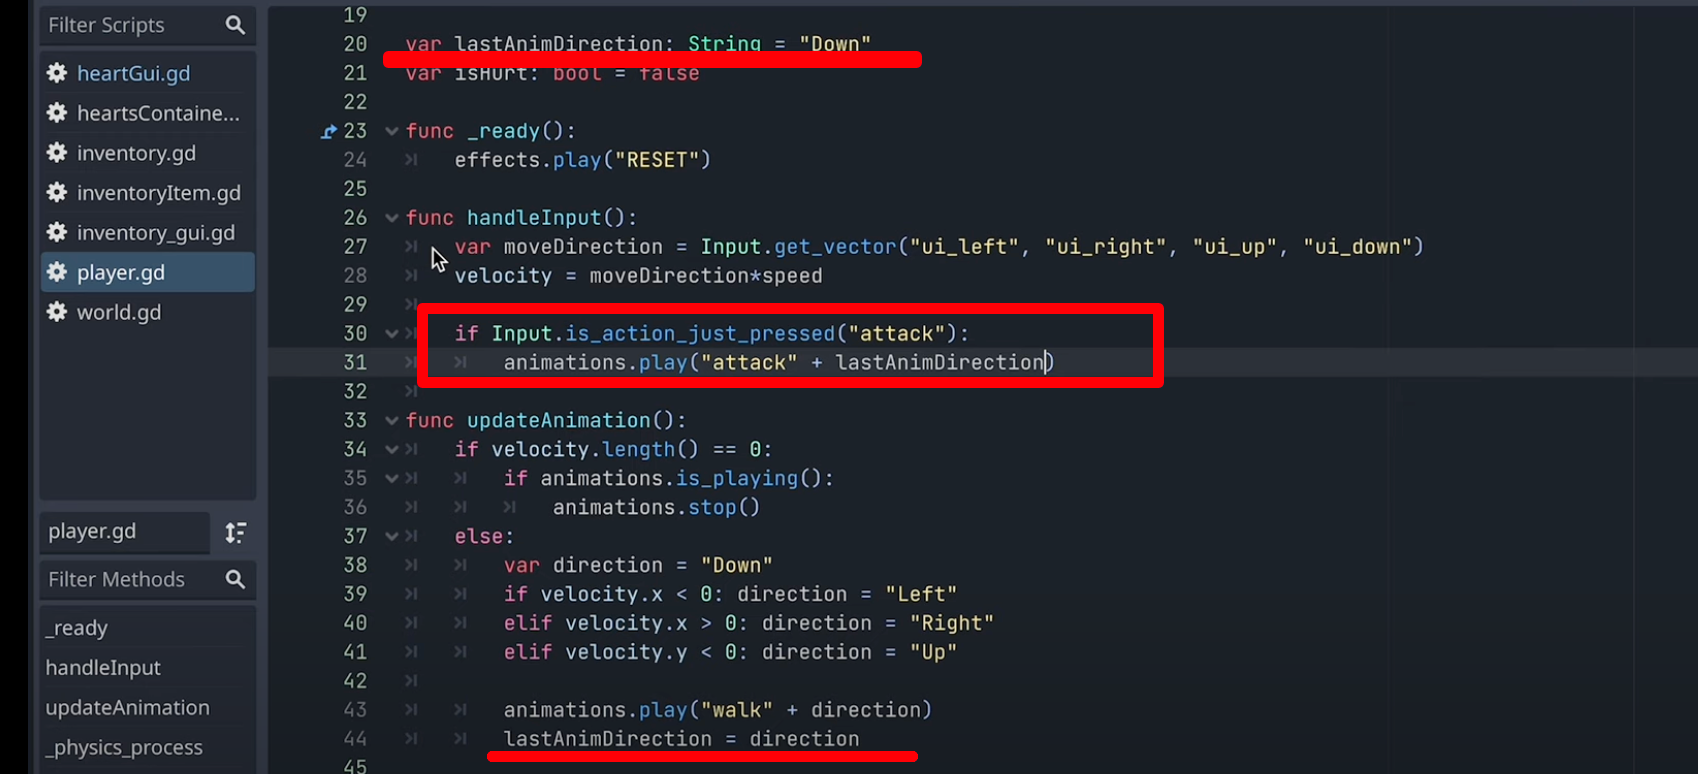 Filter Scripts
heartGui.gd
heartsContaine...
inventory.gd
inventoryItem.gd
inventory_gui.gd
player.gd
world.gd
player.gd
Filter Methods
_ready
handleInput
updateAnimation
_physics_process
19
20 var lastAnimDirection: String = "Down"
21 var isHurt: bool = false
22
23 func _ready():
24 effects.play("RESET")
25
26 func handleInput():
27 var moveDirection = Input.get_vector("ui_left", "ui_right", "ui_up", "ui_down")
28 velocity = moveDirection*speed
29
30 if Input.is_action_just_pressed("attack"):
31 animations.play("attack" + lastAnimDirection)
32
33 func updateAnimation():
34 if velocity.length() == 0:
35 if animations.is_playing():
36 animations.stop()
37 else:
38 var direction = "Down"
39 if velocity.x < 0: direction = "Left"
40 elif velocity.x > 0: direction = "Right"
41 elif velocity.y < 0: direction = "Up"
42
43 animations.play("walk" + direction)
44 lastAnimDirection = direction
45